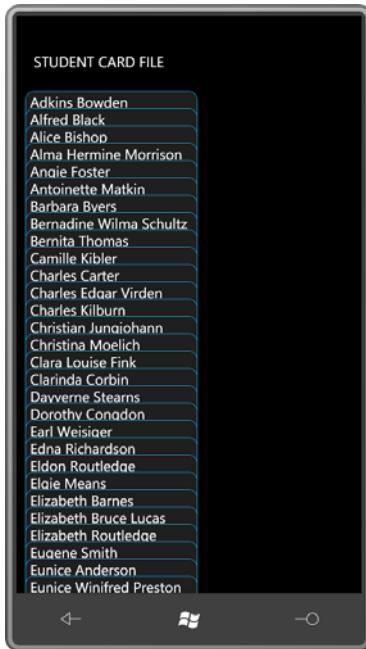 STUDENT CARD FILE
Adkins Bowden
Alfred Black
Alice Bishop
Alma Hermine Morrison
Angie Foster
Antoinette Matkin
Barbara Byers
Bernadine Wilma Schultz
Bernita Thomas
Camille Kibler
Charles Carter
Charles Edgar Virden
Charles Kilburn
Christian Jungjohann
Christina Moelich
Clara Louise Fink
Clarinda Corbin
Dayverne Stearns
Dorothy Congdon
Earl Weisiger
Edna Richardson
Eldon Routledge
Elgie Means
Elizabeth Barnes
Elizabeth Bruce Lucas
Elizabeth Routledge
Eugene Smith
Eunice Anderson
Eunice Winifred Preston